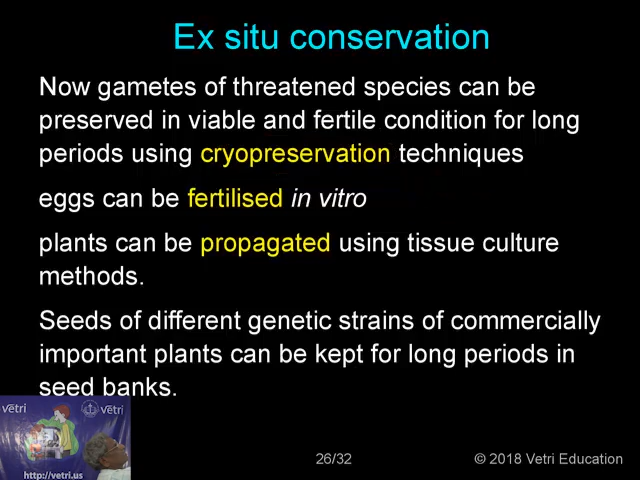 Ex situ conservation
Now gametes of threatened species can be
preserved in viable and fertile condition for long
periods using cryopreservation techniques
eggs can be fertilised in vitro
plants can be propagated using tissue culture
methods.
Seeds of different genetic strains of commercially
important plants can be kept for long periods in
seed banks.
Vetri
Vetri
http://vetri.us
26/32
© 2018 Vetri Education